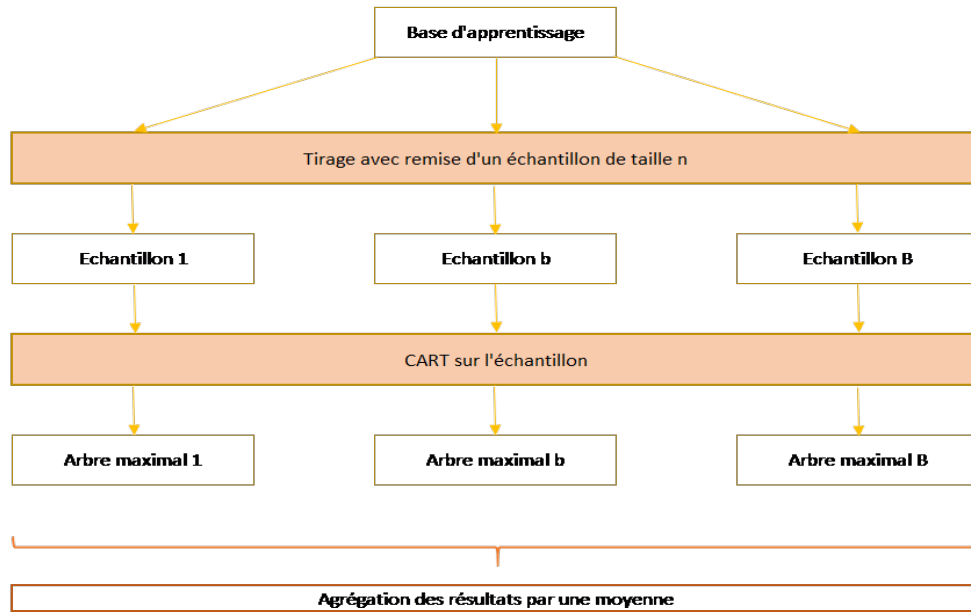 Base d'apprentissage
Tirage avec remise d'un échantillon de taille n
Echantillon 1
Echantillon b
Echantillon B
CART sur l'échantillon
Arbre maximal 1
Arbre maximal b
Arbre maximal B
Agrégation des résultats par une moyenne